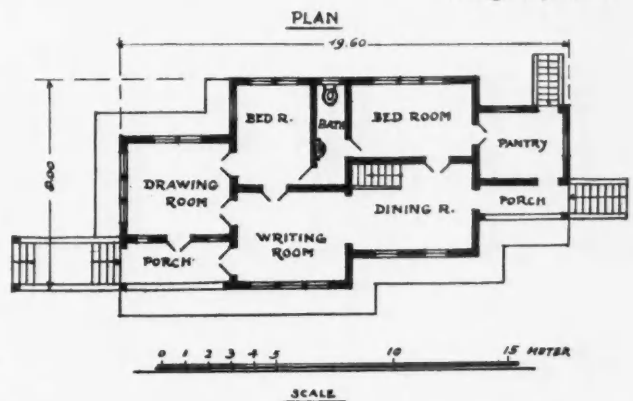 PLAN
19.60
9.00
BED R.
BATH
BED ROOM
PANTRY
DRAWING
ROOM
DINING R.
PORCH
WRITING
ROOM
PORCH
0 1 2 3 4 5 10 15 METER
SCALE